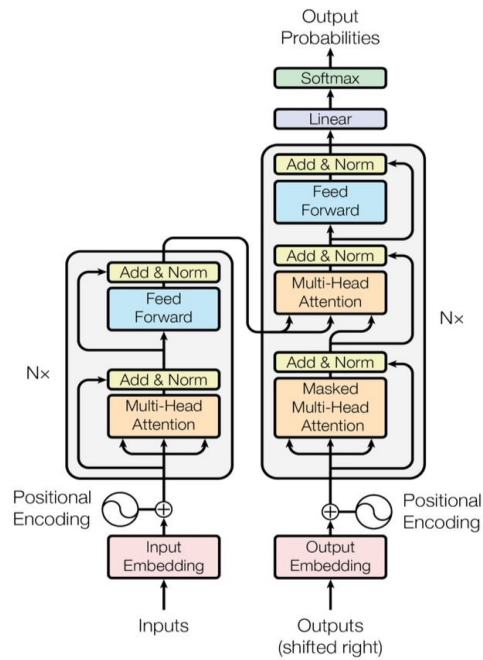 Output
Probabilities
Softmax
Linear
Add & Norm
Feed
Forward
Add & Norm
Multi-Head
Attention
Add & Norm
Masked
Multi-Head
Attention
Nx
Add & Norm
Feed
Forward
Add & Norm
Multi-Head
Attention
Nx
Positional
Encoding
Positional
Encoding
Input
Embedding
Output
Embedding
Inputs
Outputs
(shifted right)